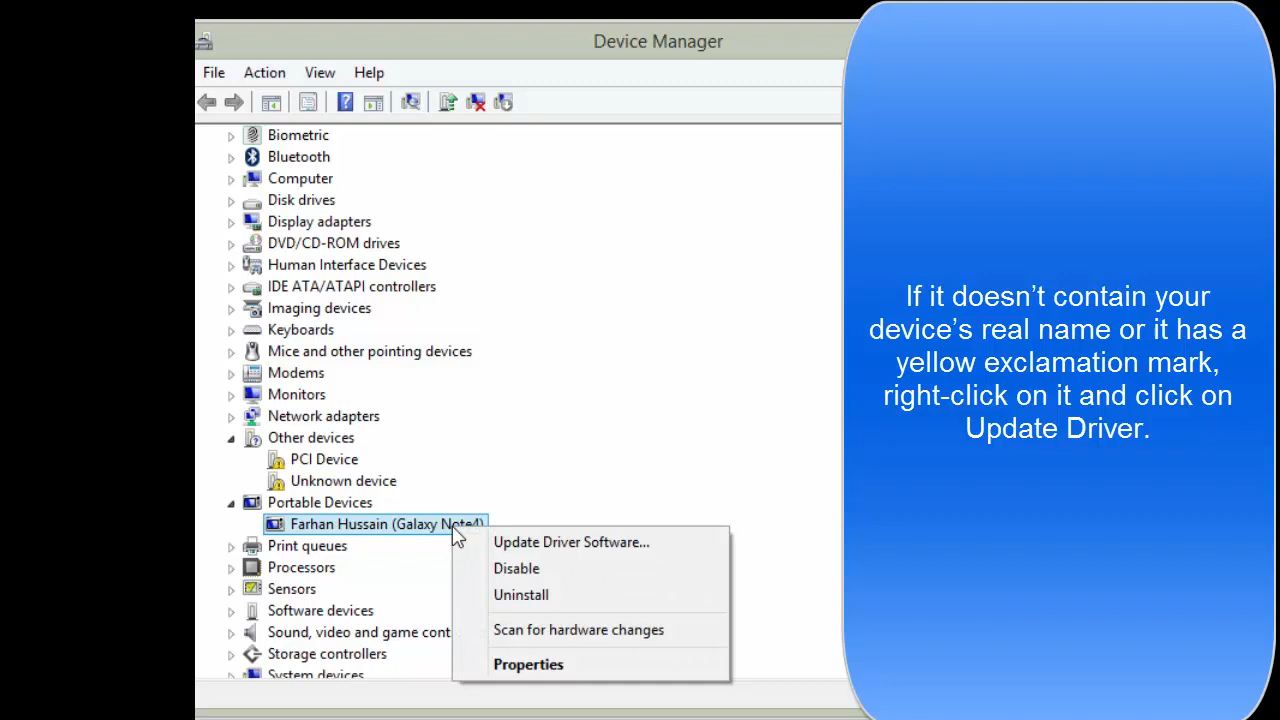 Device Manager
File Action View Help
Biometric
Bluetooth
Computer
Disk drives
Display adapters
DVD/CD-ROM drives
Human Interface Devices
IDE ATA/ATAPI controllers
Imaging devices
Keyboards
Mice and other pointing devices
Modems
Monitors
Network adapters
Other devices
PCI Device
Unknown device
Portable Devices
Farhan Hussain (Galaxy Note4)
Print queues
Processors
Sensors
Software devices
Sound, video and game cont
Storage controllers
System devices
Update Driver Software...
Disable
Uninstall
Scan for hardware changes
Properties
If it doesn’t contain your
device’s real name or it has a
yellow exclamation mark,
right-click on it and click on
Update Driver.